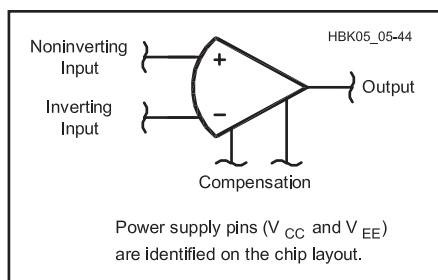 HBK05_05-44
Noninverting
Input
+
Inverting
Input
−
Output
Compensation
Power supply pins (V CC and V EE)
are identified on the chip layout.